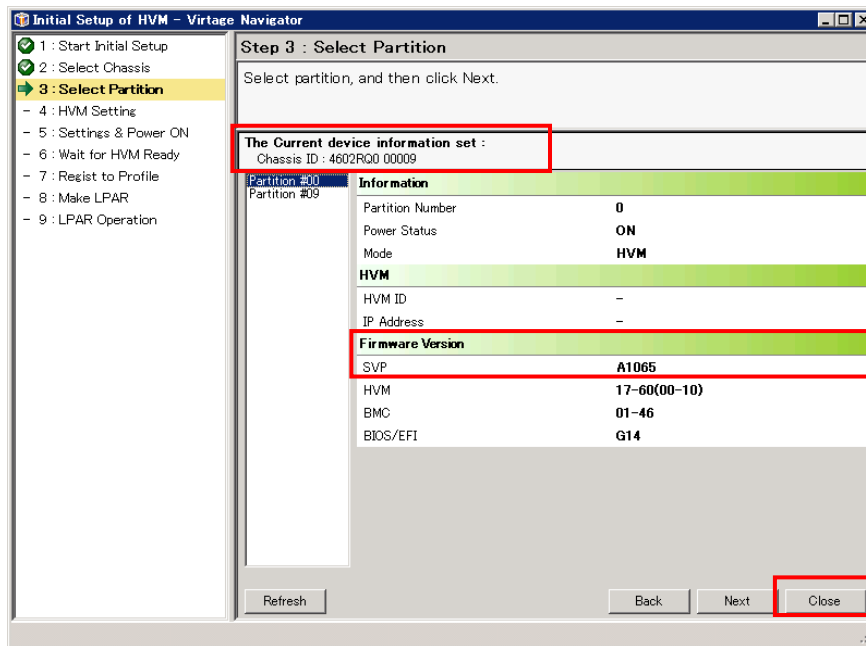 Initial Setup of HVM - Virtage Navigator
1 : Start Initial Setup
2 : Select Chassis
3 : Select Partition
- 4 : HVM Setting
- 5 : Settings & Power ON
- 6 : Wait for HVM Ready
- 7 : Regist to Profile
- 8 : Make LPAR
- 9 : LPAR Operation
Step 3 : Select Partition
Select partition, and then click Next.
The Current device information set :
Chassis ID : 4602RQ0 00009
Partition #00
Partition #09
Information
Partition Number 0
Power Status ON
Mode HVM
HVM
HVM ID -
IP Address -
Firmware Version
SVP A1065
HVM 17-60(00-10)
BMC 01-46
BIOS/EFI G14
Refresh Back Next Close